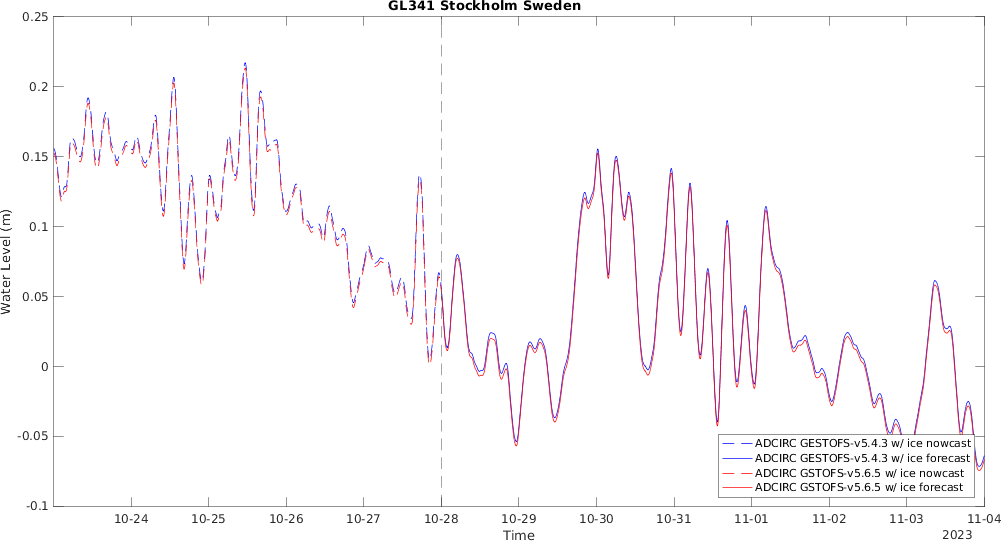 GL341 Stockholm Sweden
0.25
0.2
0.15
0.1
0.05
0
-0.05
-0.1
Water Level (m)
ADCIRC GESTOFS-v5.4.3 w/ ice nowcast
ADCIRC GESTOFS-v5.4.3 w/ ice forecast
ADCIRC GSTOFS-v5.6.5 w/ ice nowcast
ADCIRC GSTOFS-v5.6.5 w/ ice forecast
10-24 10-25 10-26 10-27 10-28 10-29 10-30 10-31 11-01 11-02 11-03 11-04
Time
2023